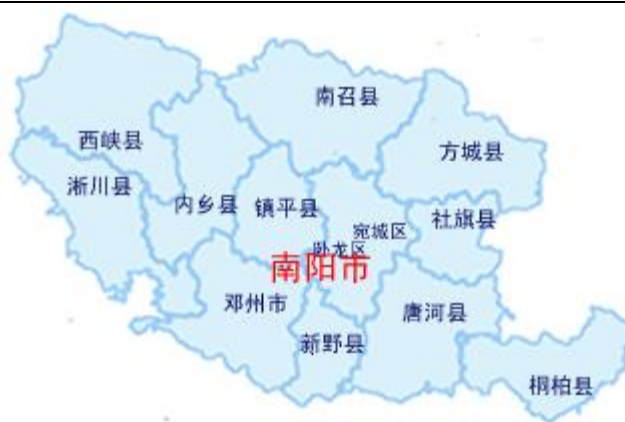 南召县
西峡县
方城县
淅川县
内乡县
镇平县
社旗县
宛城区
卧龙区
南阳市
邓州市
唐河县
新野县
桐柏县